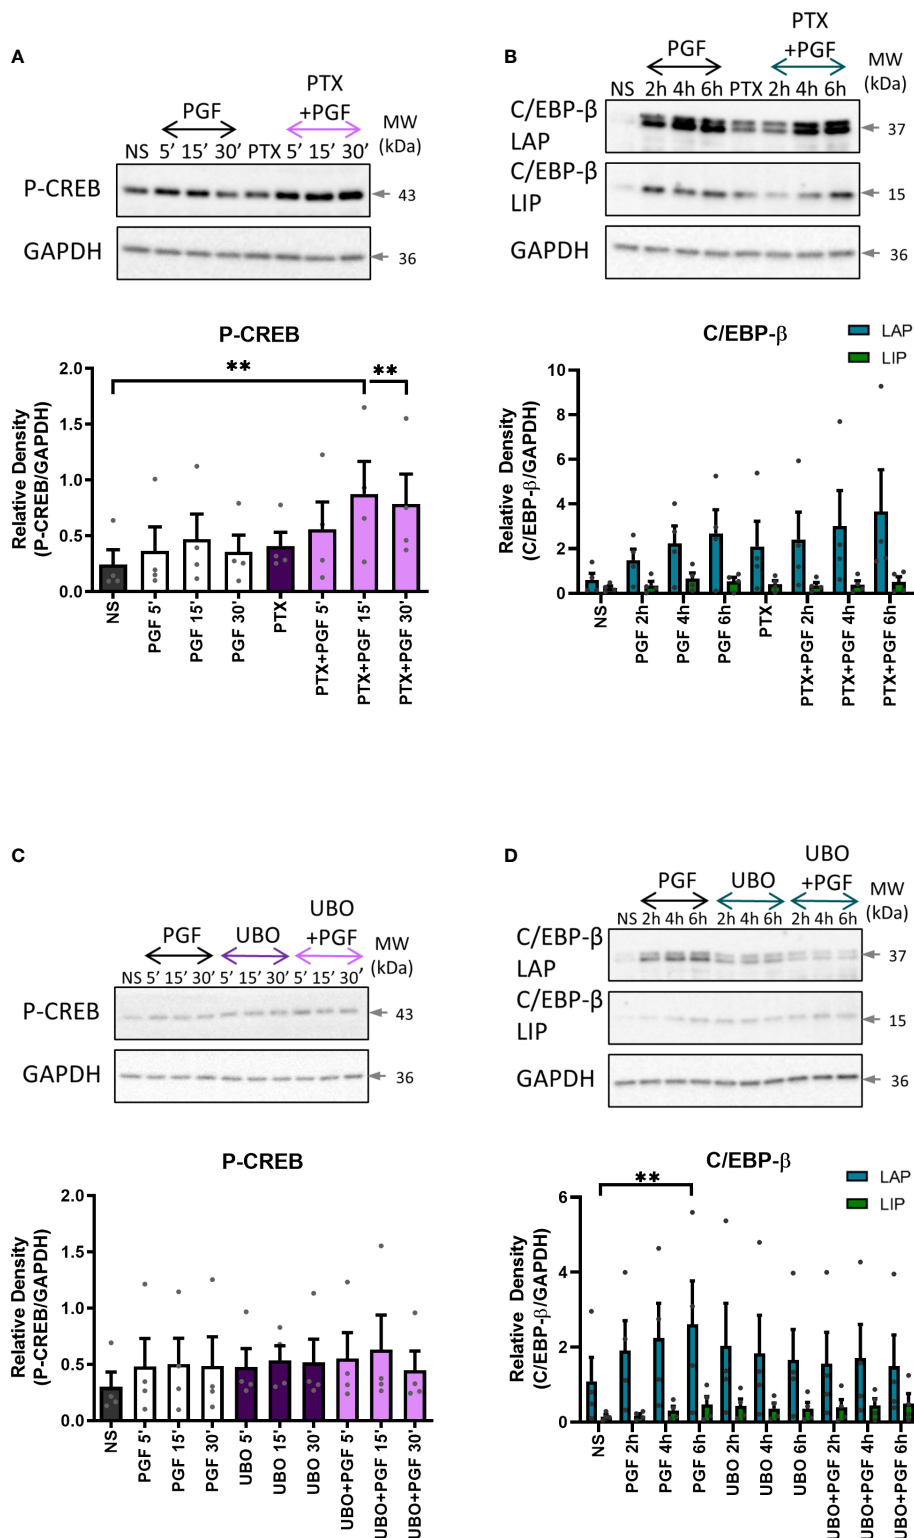 A
PGF
PTX
+PGF
MW
(kDa)
NS 5’ 15’ 30’ PTX 5’ 15’ 30’
P-CREB
43
GAPDH
36
P-CREB
**
**
Relative Density
(P-CREB/GAPDH)
2.0
1.5
1.0
0.5
0.0
NS
PGF 5'
PGF 15'
PGF 30'
PTX
PTX+PGF 5'
PTX+PGF 15'
PTX+PGF 30'
B
PGF
PTX
+PGF
MW
(kDa)
NS 2h 4h 6h PTX 2h 4h 6h
C/EBP-β
LAP
37
C/EBP-β
LIP
15
GAPDH
36
C/EBP-β
LAP
LIP
Relative Density
(C/EBP-β/GAPDH)
10
8
6
4
2
0
NS
PGF 2h
PGF 4h
PGF 6h
PTX
PTX+PGF 2h
PTX+PGF 4h
PTX+PGF 6h
C
PGF
UBO
UBO
+PGF
MW
(kDa)
NS 5’ 15’ 30’ 5’ 15’ 30’ 5’ 15’ 30’
P-CREB
43
GAPDH
36
P-CREB
Relative Density
(P-CREB/GAPDH)
2.0
1.5
1.0
0.5
0.0
NS
PGF 5'
PGF 15'
PGF 30'
UBO 5'
UBO 15'
UBO 30'
UBO+PGF 5'
UBO+PGF 15'
UBO+PGF 30'
D
PGF
UBO
UBO
+PGF
MW
(kDa)
NS 2h 4h 6h 2h 4h 6h 2h 4h 6h
C/EBP-β
LAP
37
C/EBP-β
LIP
15
GAPDH
36
C/EBP-β
LAP
LIP
**
Relative Density
(C/EBP-β/GAPDH)
6
4
2
0
NS
PGF 2h
PGF 4h
PGF 6h
UBO 2h
UBO 4h
UBO 6h
UBO+PGF 2h
UBO+PGF 4h
UBO+PGF 6h